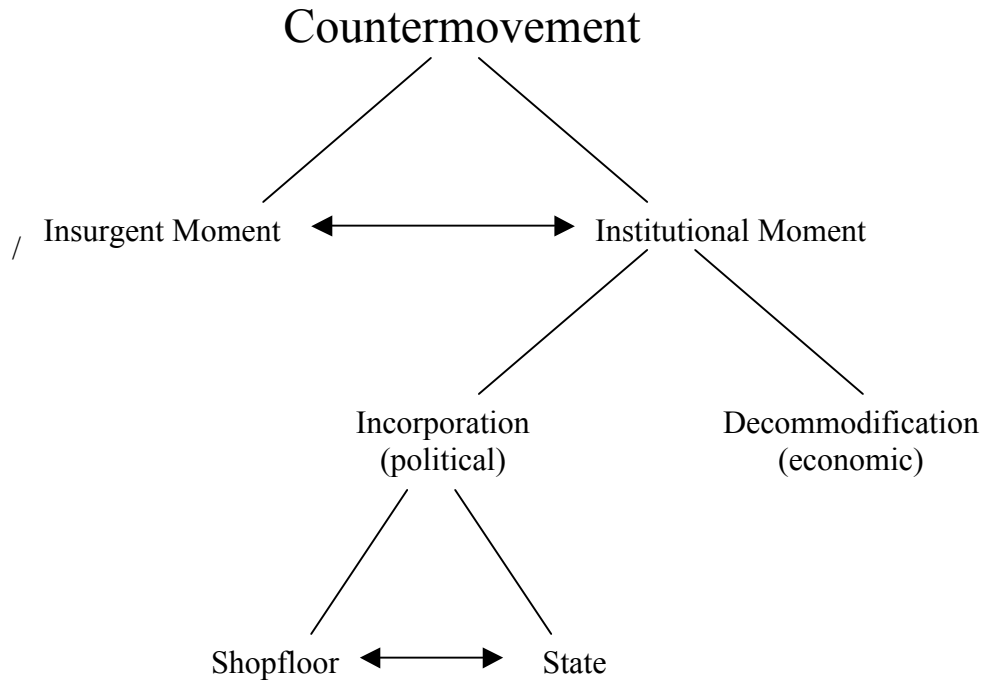 Countermovement
Insurgent Moment
Institutional Moment
/
Incorporation
(political)
Decommodification
(economic)
Shopfloor
State